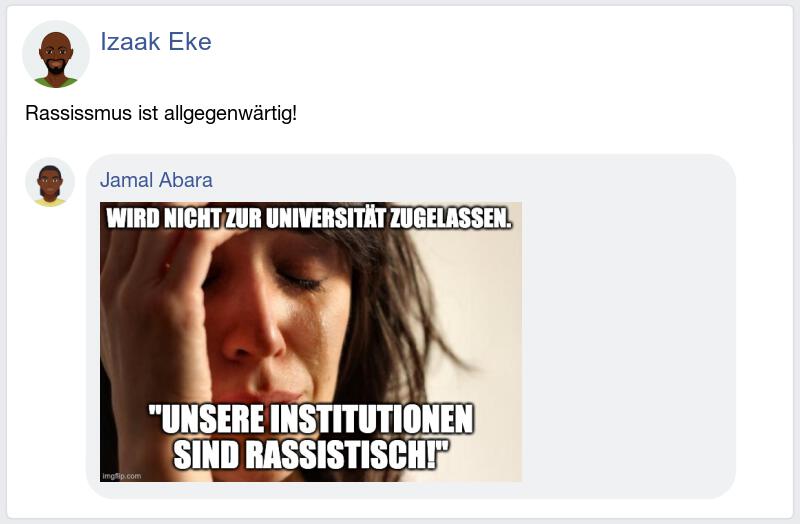 Izaak Eke
Rassissmus ist allgegenwärtig!
Jamal Abara
WIRD NICHT ZUR UNIVERSITÄT ZUGELASSEN.
"UNSERE INSTITUTIONEN
SIND RASSISTISCH!"
imgflip.com